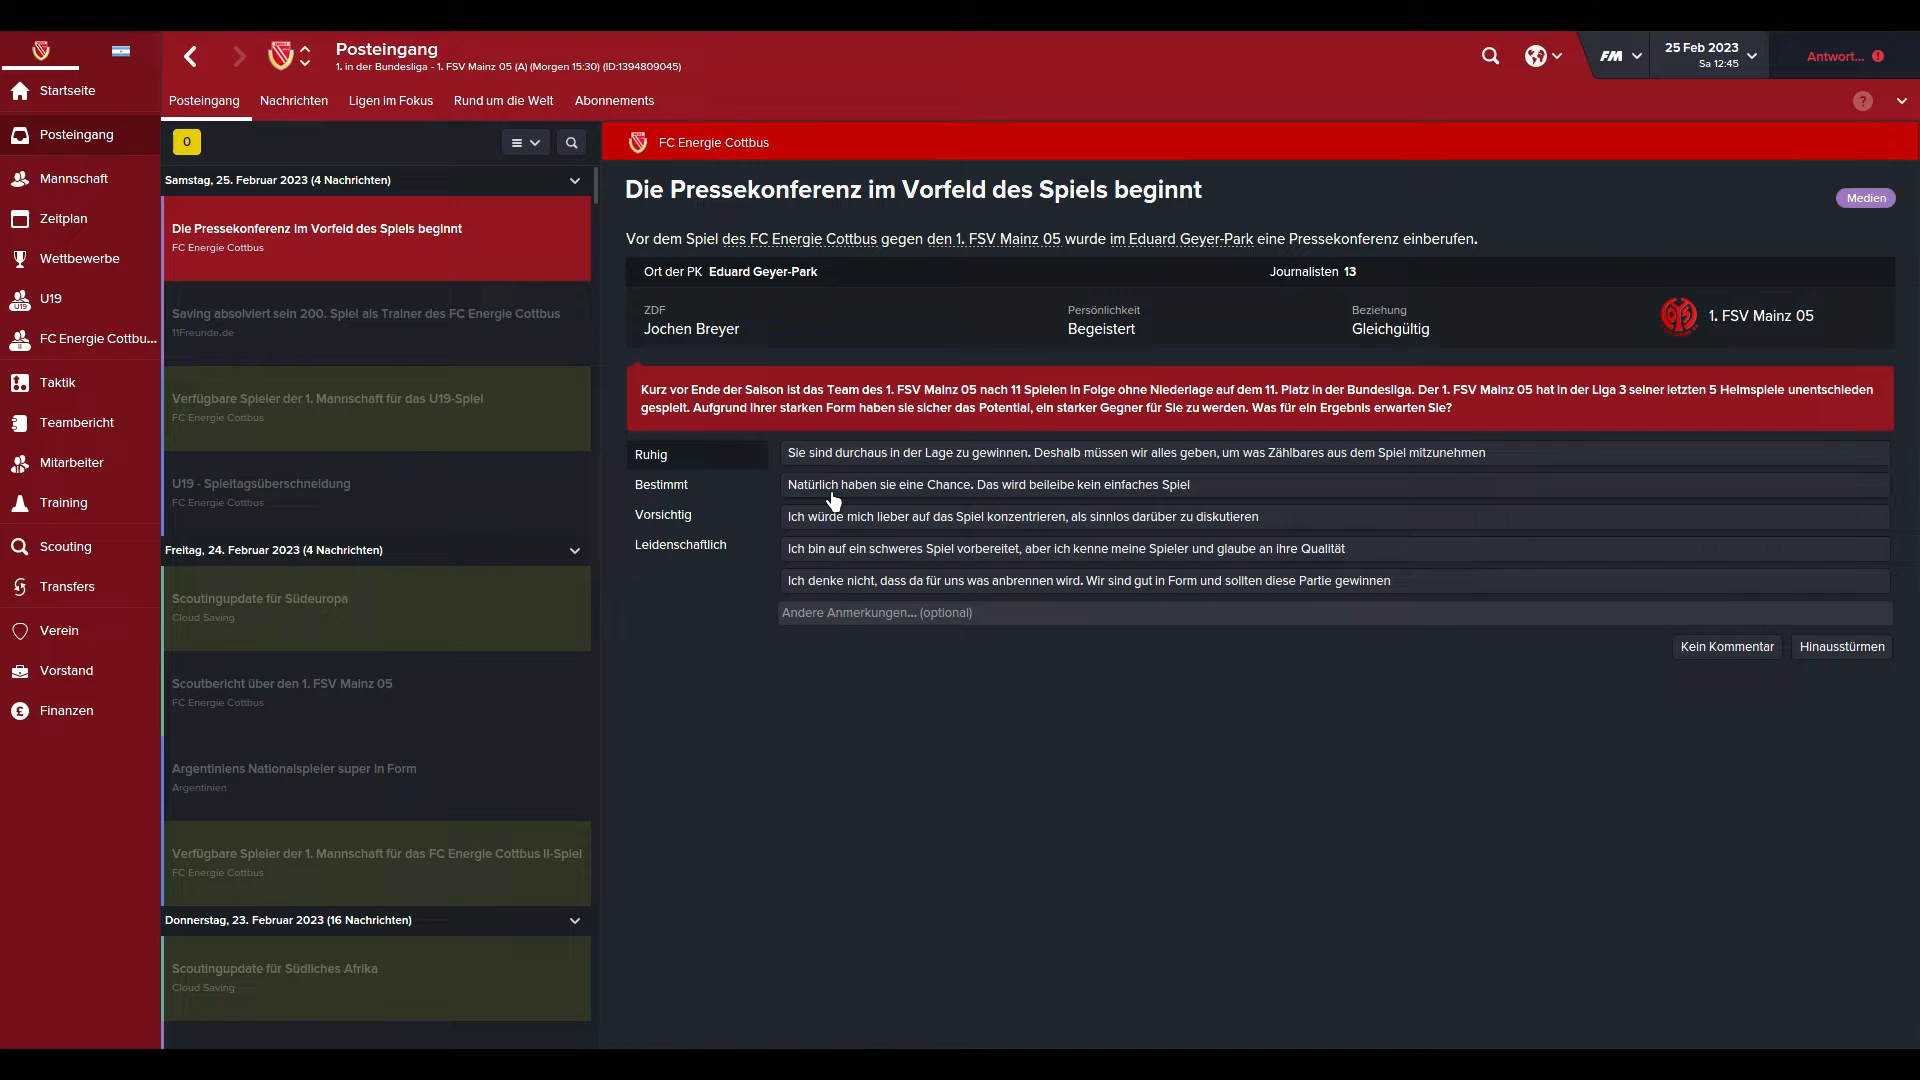 Posteingang
1. in der Bundesliga - 1. FSV Mainz 05 (A) (Morgen 15:30) (ID:1394809045)
FM
25 Feb 2023
Sa 12:45
Antwort...
Posteingang
Nachrichten
Ligen im Fokus
Rund um die Welt
Abonnements
Startseite
Posteingang
Mannschaft
Zeitplan
Wettbewerbe
U19
FC Energie Cottbu...
Taktik
Teambericht
Mitarbeiter
Training
Scouting
Transfers
Verein
Vorstand
Finanzen
0
Samstag, 25. Februar 2023 (4 Nachrichten)
Die Pressekonferenz im Vorfeld des Spiels beginnt
FC Energie Cottbus
Saving absolviert sein 200. Spiel als Trainer des FC Energie Cottbus
11Freunde.de
Verfügbare Spieler der 1. Mannschaft für das U19-Spiel
FC Energie Cottbus
U19 - Spieltagsüberschneidung
FC Energie Cottbus
Freitag, 24. Februar 2023 (4 Nachrichten)
Scoutingupdate für Südeuropa
Cloud Saving
Scoutbericht über den 1. FSV Mainz 05
FC Energie Cottbus
Argentiniens Nationalspieler super in Form
Argentinien
Verfügbare Spieler der 1. Mannschaft für das FC Energie Cottbus II-Spiel
FC Energie Cottbus
Donnerstag, 23. Februar 2023 (16 Nachrichten)
Scoutingupdate für Südliches Afrika
Cloud Saving
FC Energie Cottbus
Die Pressekonferenz im Vorfeld des Spiels beginnt
Medien
Vor dem Spiel des FC Energie Cottbus gegen den 1. FSV Mainz 05 wurde im Eduard Geyer-Park eine Pressekonferenz einberufen.
Ort der PK Eduard Geyer-Park
Journalisten 13
ZDF
Jochen Breyer
Persönlichkeit
Begeistert
Beziehung
Gleichgültig
1. FSV Mainz 05
Kurz vor Ende der Saison ist das Team des 1. FSV Mainz 05 nach 11 Spielen in Folge ohne Niederlage auf dem 11. Platz in der Bundesliga. Der 1. FSV Mainz 05 hat in der Liga 3 seiner letzten 5 Heimspiele unentschieden
gespielt. Aufgrund ihrer starken Form haben sie sicher das Potential, ein starker Gegner für Sie zu werden. Was für ein Ergebnis erwarten Sie?
Ruhig
Bestimmt
Vorsichtig
Leidenschaftlich
Sie sind durchaus in der Lage zu gewinnen. Deshalb müssen wir alles geben, um was Zählbares aus dem Spiel mitzunehmen
Natürlich haben sie eine Chance. Das wird beileibe kein einfaches Spiel
Ich würde mich lieber auf das Spiel konzentrieren, als sinnlos darüber zu diskutieren
Ich bin auf ein schweres Spiel vorbereitet, aber ich kenne meine Spieler und glaube an ihre Qualität
Ich denke nicht, dass da für uns was anbrennen wird. Wir sind gut in Form und sollten diese Partie gewinnen
Andere Anmerkungen... (optional)
Kein Kommentar
Hinausstürmen